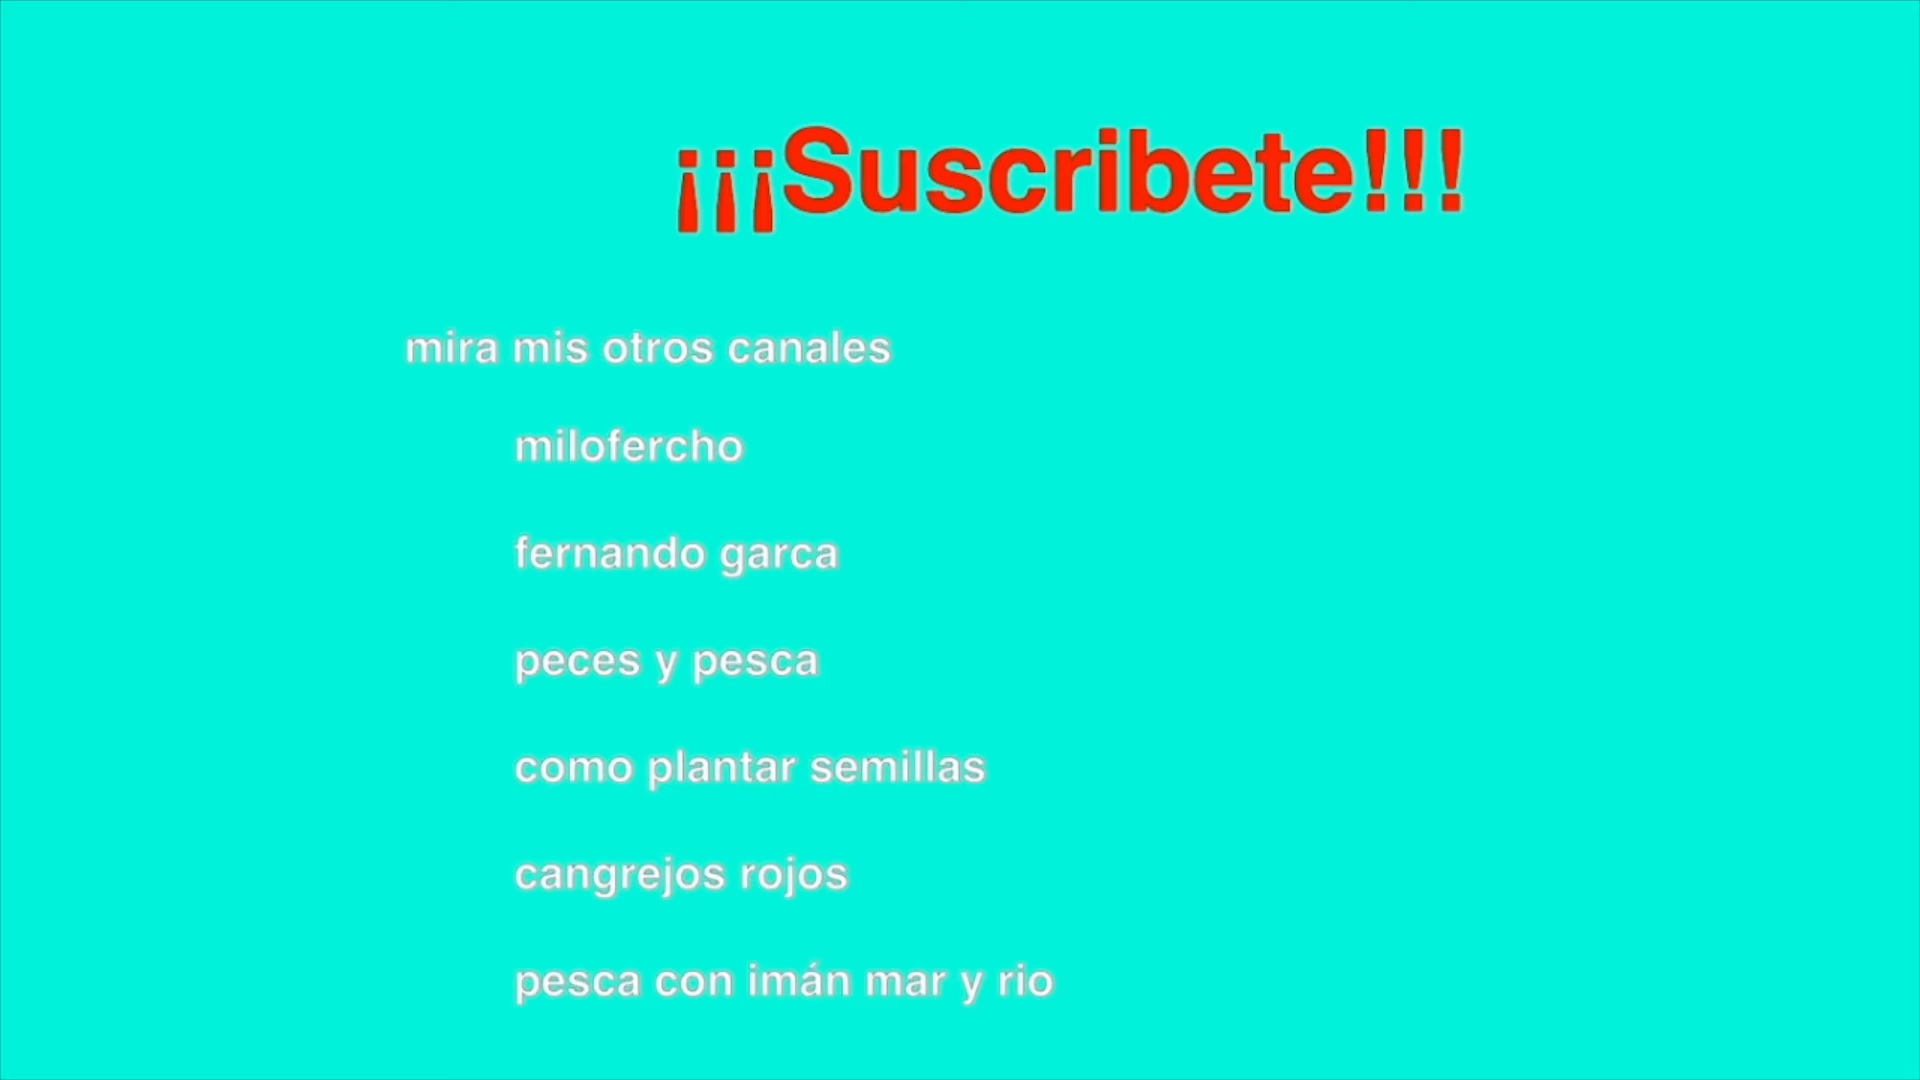 ¡¡¡Suscribete!!!
mira mis otros canales
milofercho
fernando garca
peces y pesca
como plantar semillas
cangrejos rojos
pesca con imán mar y rio